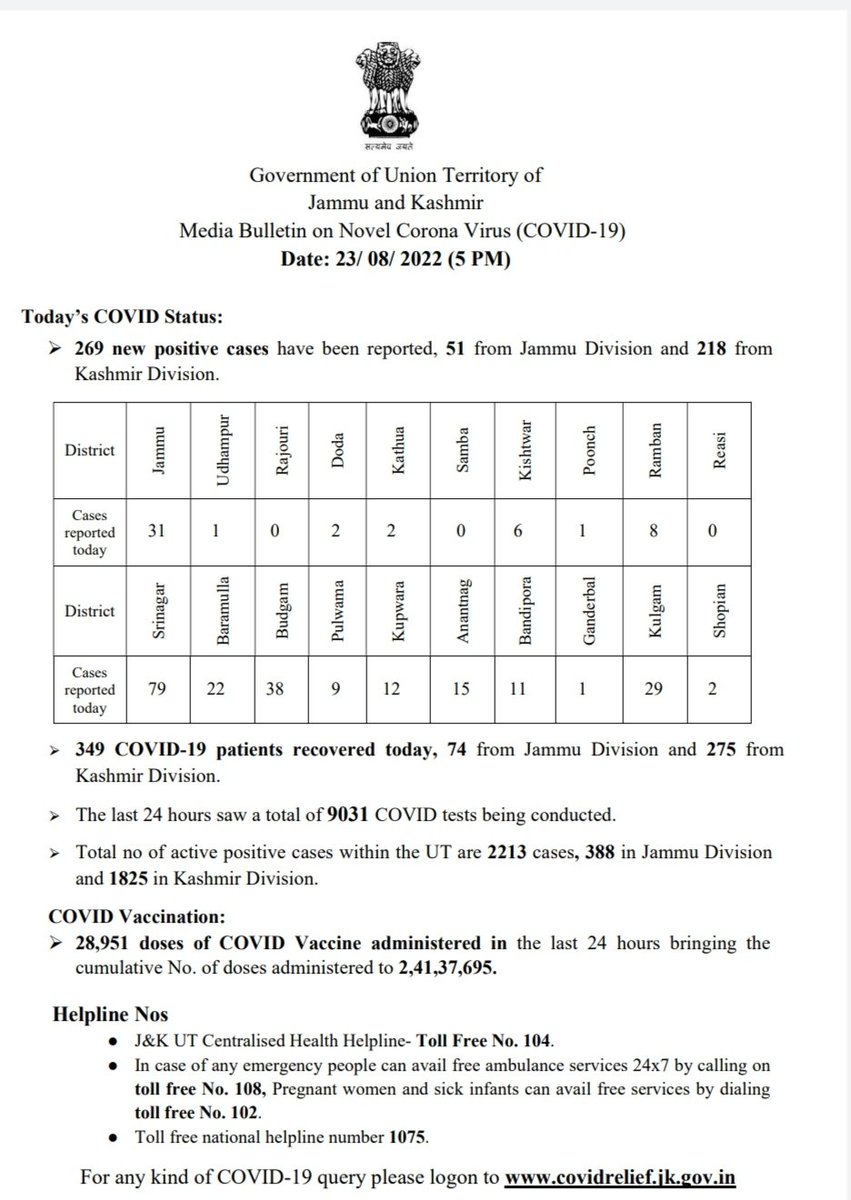 सत्यमेव जयते
Government of Union Territory of
Jammu and Kashmir
Media Bulletin on Novel Corona Virus (COVID-19)
Date: 23/ 08/ 2022 (5 PM)
Today's COVID Status:
➢ 269 new positive cases have been reported, 51 from Jammu Division and 218 from
Kashmir Division.
District Jammu Udhampur Rajouri Doda Kathua Samba Kishtwar Poonch Ramban Reasi
Cases
reported
today 31 1 0 2 2 0 6 1 8 0
District Srinagar Baramulla Budgam Pulwama Kupwara Anantnag Bandipora Ganderbal Kulgam Shopian
Cases
reported
today 79 22 38 9 12 15 11 1 29 2
➢ 349 COVID-19 patients recovered today, 74 from Jammu Division and 275 from
Kashmir Division.
➢ The last 24 hours saw a total of 9031 COVID tests being conducted.
➢ Total no of active positive cases within the UT are 2213 cases, 388 in Jammu Division
and 1825 in Kashmir Division.
COVID Vaccination:
➢ 28,951 doses of COVID Vaccine administered in the last 24 hours bringing the
cumulative No. of doses administered to 2,41,37,695.
Helpline Nos
● J&K UT Centralised Health Helpline- Toll Free No. 104.
● In case of any emergency people can avail free ambulance services 24x7 by calling on
toll free No. 108, Pregnant women and sick infants can avail free services by dialing
toll free No. 102.
● Toll free national helpline number 1075.
For any kind of COVID-19 query please logon to www.covidrelief.jk.gov.in